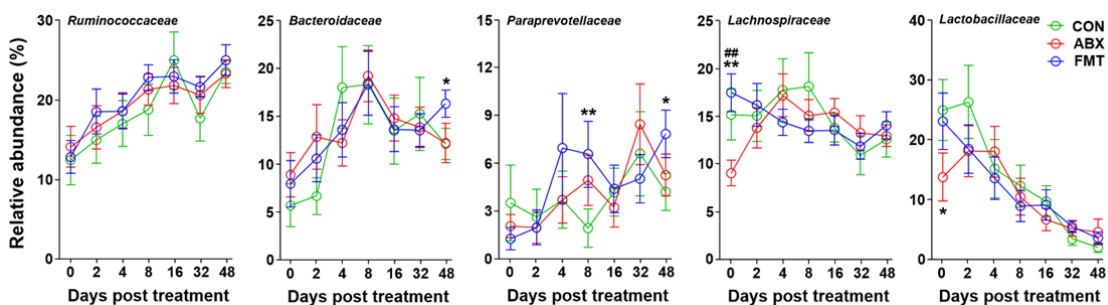 Relative abundance (%)
Ruminococcaceae
40
30
20
10
0
0 2 4 8 16 32 48
Days post treatment
Bacteroidaceae
25
20
15
10
5
0
*
0 2 4 8 16 32 48
Days post treatment
Paraprevotellaceae
15
12
9
6
3
0
**
*
0 2 4 8 16 32 48
Days post treatment
Lachnospiraceae
25
20
15
10
5
0
##
**
0 2 4 8 16 32 48
Days post treatment
Lactobacillaceae
40
30
20
10
0
*
0 2 4 8 16 32 48
Days post treatment
CON
ABX
FMT